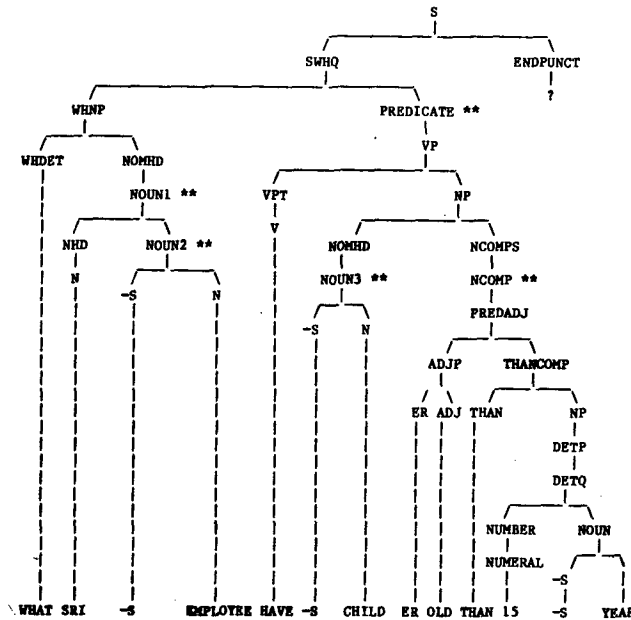 S
SWHQ ENDPUNCT
?
WHNP PREDICATE **
VP
WHDET NOMHD
NOUN1 ** VPT NP
V
NHD NOUN2 ** NOMHD NCOMPS
N NOUN3 ** NCOMP **
-S N PREDADJ
-S N
ADJP THANCOMP
ER ADJ THAN NP
DETP
DETQ
NUMBER NOUN
NUMERAL
-S
WHAT SRI -S EMPLOYEE HAVE -S CHILD ER OLD THAN 15 -S YEAR